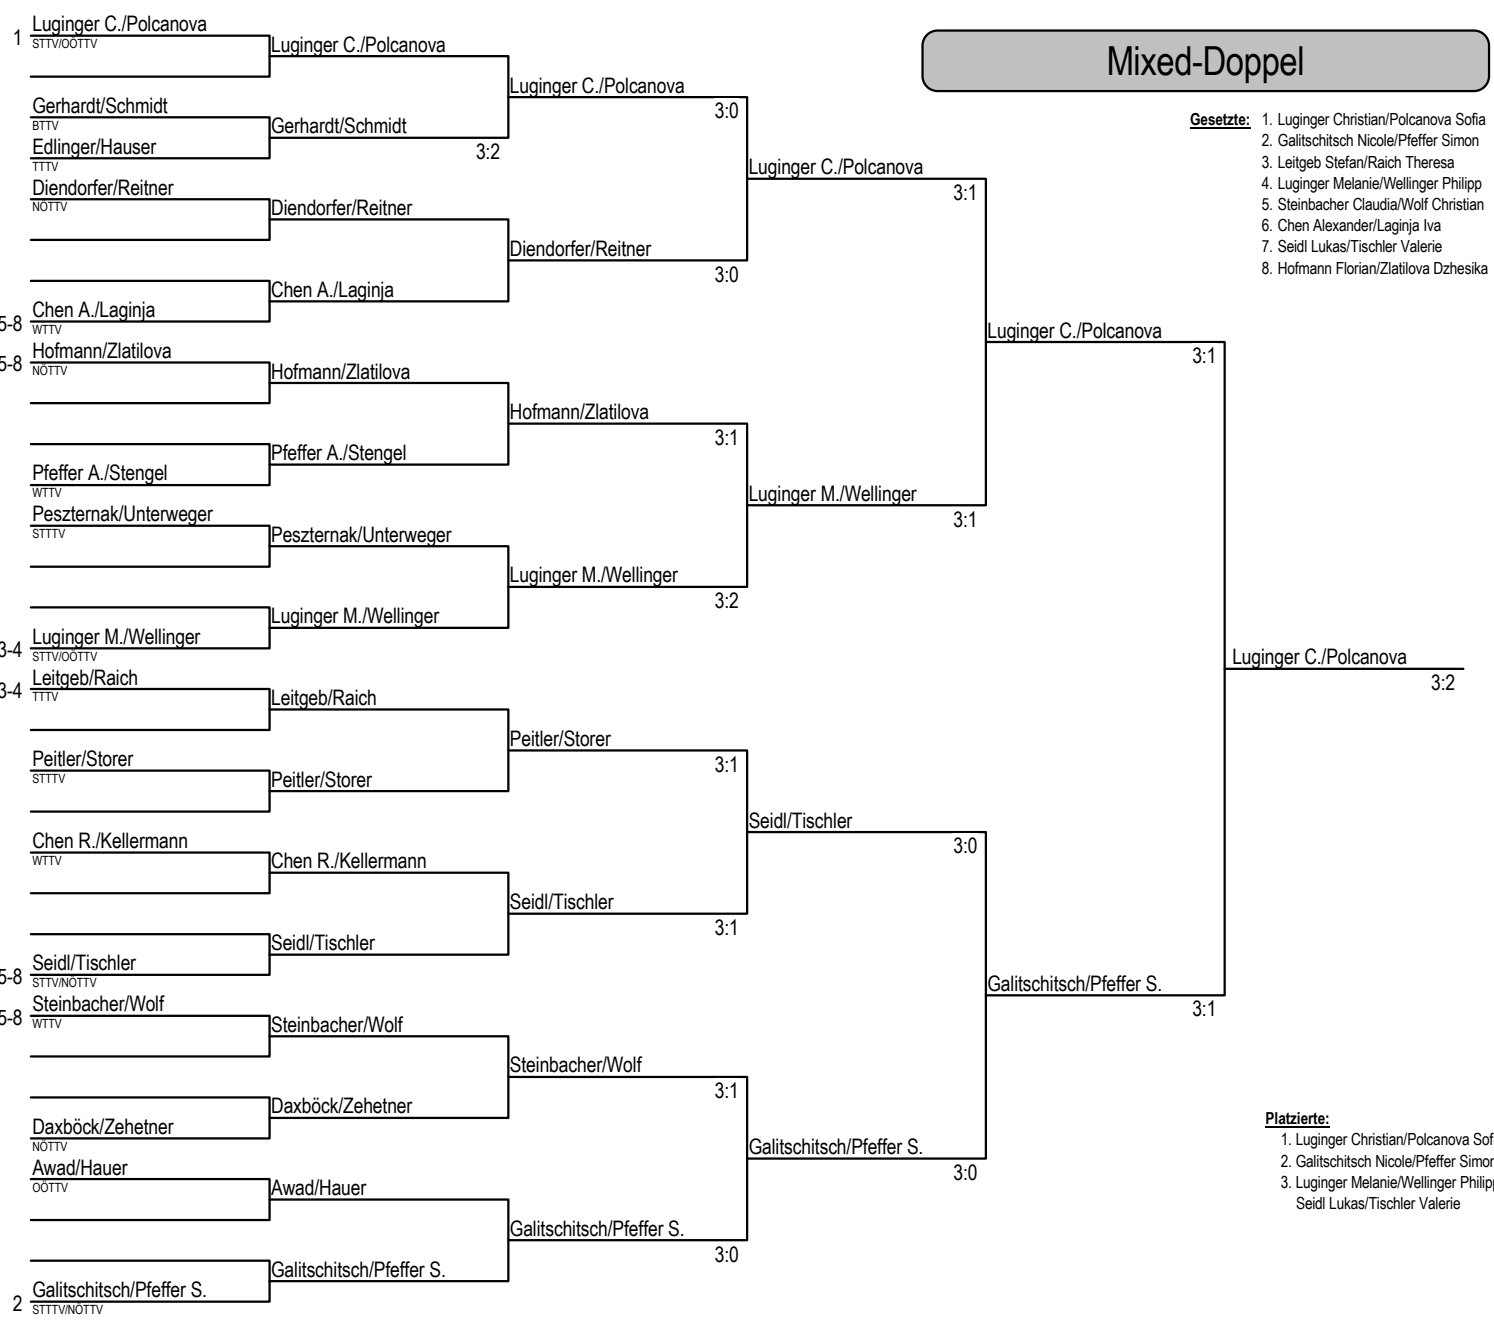 Mixed-Doppel
Gesetzte:
1. Luginger Christian/Polcanova Sofia
2. Galitschitsch Nicole/Pfeffer Simon
3. Leitgeb Stefan/Raich Theresa
4. Luginger Melanie/Wellinger Philipp
5. Steinbacher Claudia/Wolf Christian
6. Chen Alexander/Laginja Iva
7. Seidl Lukas/Tischler Valerie
8. Hofmann Florian/Zlatilova Dzhesika
1 Luginger C./Polcanova
STTV/OÖTTV
Gerhardt/Schmidt
BTTV
Edlinger/Hauser
TTTV
Diendorfer/Reitner
NÖTTV
5-8 Chen A./Laginja
WTTV
5-8 Hofmann/Zlatilova
NÖTTV
Pfeffer A./Stengel
WTTV
Peszternak/Unterweger
STTTV
3-4 Luginger M./Wellinger
STTV/OÖTTV
3-4 Leitgeb/Raich
TTTV
Peitler/Storer
STTTV
Chen R./Kellermann
WTTV
5-8 Seidl/Tischler
STTV/NÖTTV
5-8 Steinbacher/Wolf
WTTV
Daxböck/Zehetner
NÖTTV
Awad/Hauer
OÖTTV
2 Galitschitsch/Pfeffer S.
STTTV/NÖTTV
Luginger C./Polcanova
Gerhardt/Schmidt
3:2
Diendorfer/Reitner
Chen A./Laginja
Hofmann/Zlatilova
Pfeffer A./Stengel
Peszternak/Unterweger
Luginger M./Wellinger
Leitgeb/Raich
Peitler/Storer
Chen R./Kellermann
Seidl/Tischler
Steinbacher/Wolf
Daxböck/Zehetner
Awad/Hauer
Galitschitsch/Pfeffer S.
Luginger C./Polcanova
3:0
Diendorfer/Reitner
3:0
Hofmann/Zlatilova
3:1
Luginger M./Wellinger
3:2
Peitler/Storer
3:1
Seidl/Tischler
3:1
Steinbacher/Wolf
3:1
Galitschitsch/Pfeffer S.
3:0
Luginger C./Polcanova
3:1
Luginger M./Wellinger
3:1
Seidl/Tischler
3:0
Galitschitsch/Pfeffer S.
3:0
Luginger C./Polcanova
3:1
Galitschitsch/Pfeffer S.
3:1
Luginger C./Polcanova
3:2
Platzierte:
1. Luginger Christian/Polcanova Sof
2. Galitschitsch Nicole/Pfeffer Simon
3. Luginger Melanie/Wellinger Philipp
Seidl Lukas/Tischler Valerie